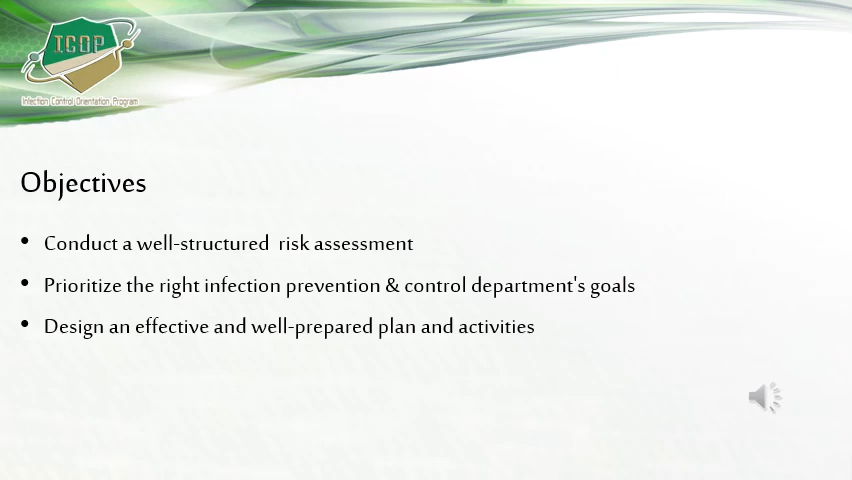 ICOP
Infection Control Orientation Program
Objectives
• Conduct a well-structured  risk assessment
• Prioritize the right infection prevention & control department's goals
• Design an effective and well-prepared plan and activities